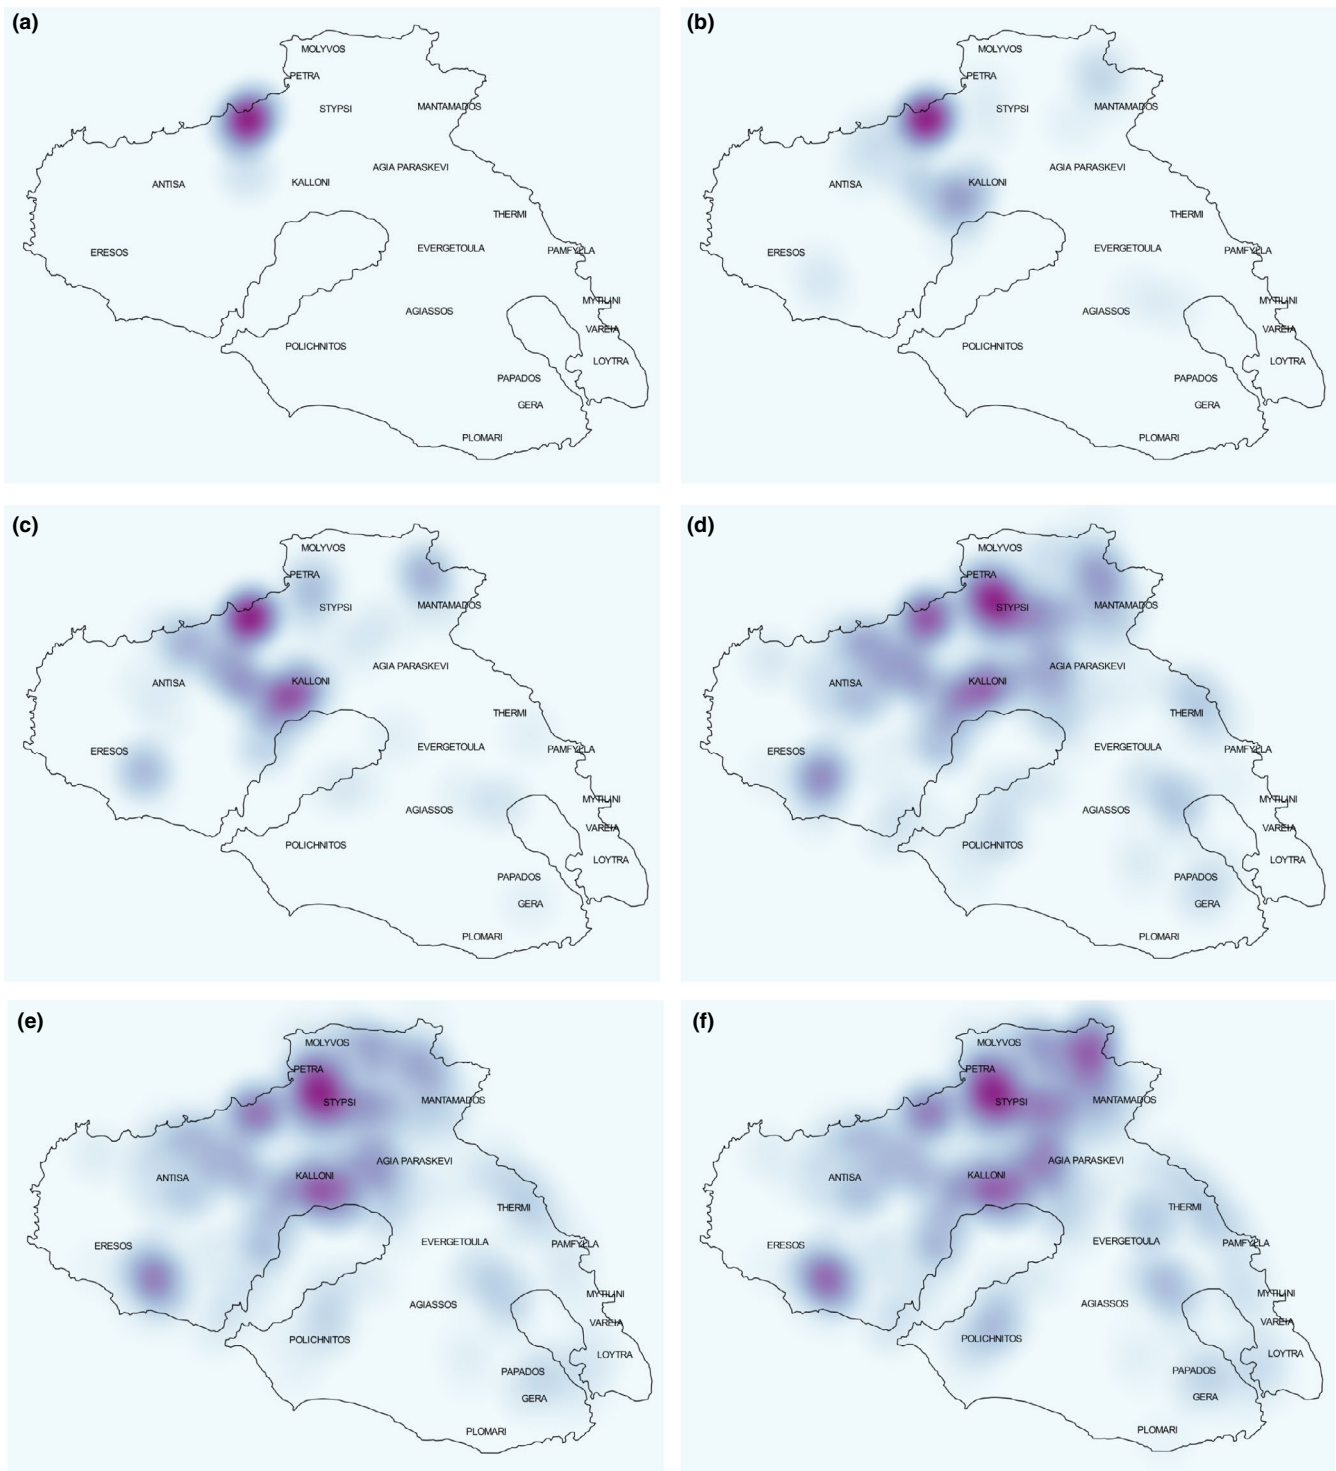 (a)
MOLYVOS
PETRA
STYPSI
MANTAMADOS
AGIA PARASKEVI
ANTISA
KALLONI
THERMI
ERESOS
EVERGETOULA
PAMFYLLA
MYTILINI
AGIASSOS
VAREIA
POLICHNITOS
LOYTRA
PAPADOS
GERA
PLOMARI
(b)
MOLYVOS
PETRA
STYPSI
MANTAMADOS
AGIA PARASKEVI
ANTISA
KALLONI
THERMI
ERESOS
EVERGETOULA
PAMFYLLA
MYTILINI
AGIASSOS
VAREIA
POLICHNITOS
LOYTRA
PAPADOS
GERA
PLOMARI
(c)
MOLYVOS
PETRA
STYPSI
MANTAMADOS
AGIA PARASKEVI
ANTISA
KALLONI
THERMI
ERESOS
EVERGETOULA
PAMFYLLA
MYTILINI
AGIASSOS
VAREIA
POLICHNITOS
LOYTRA
PAPADOS
GERA
PLOMARI
(d)
MOLYVOS
PETRA
STYPSI
MANTAMADOS
AGIA PARASKEVI
ANTISA
KALLONI
THERMI
ERESOS
EVERGETOULA
PAMFYLLA
MYTILINI
AGIASSOS
VAREIA
POLICHNITOS
LOYTRA
PAPADOS
GERA
PLOMARI
(e)
MOLYVOS
PETRA
STYPSI
MANTAMADOS
AGIA PARASKEVI
KALLONI
ANTISA
THERMI
ERESOS
EVERGETOULA
PAMFYLLA
MYTILINI
AGIASSOS
VAREIA
POLICHNITOS
LOYTRA
PAPADOS
GERA
PLOMARI
(f)
MOLYVOS
PETRA
STYPSI
MANTAMADOS
AGIA PARASKEVI
KALLONI
ANTISA
THERMI
ERESOS
EVERGETOULA
PAMFYLLA
MYTILINI
AGIASSOS
VAREIA
POLICHNITOS
LOYTRA
PAPADOS
GERA
PLOMARI